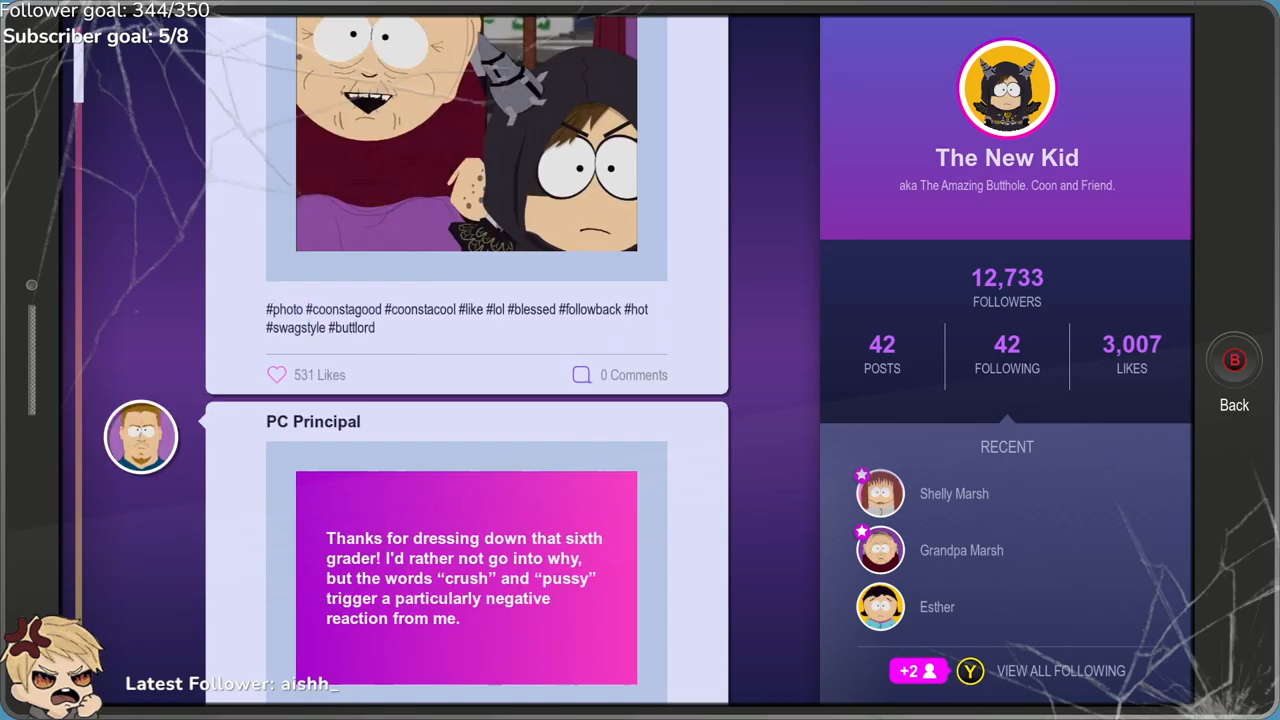 Follower goal: 344/350
Subscriber goal: 5/8
#photo #coonstagood #coonstacool #like #lol #blessed #followback #hot
#swagstyle #buttlord
531 Likes
0 Comments
PC Principal
Thanks for dressing down that sixth
grader! I'd rather not go into why,
but the words “crush” and “pussy”
trigger a particularly negative
reaction from me.
Latest Follower: aishh_
The New Kid
aka The Amazing Butthole. Coon and Friend.
12,733
FOLLOWERS
42
POSTS
42
FOLLOWING
3,007
LIKES
RECENT
Shelly Marsh
Grandpa Marsh
Esther
+2
Y
VIEW ALL FOLLOWING
B
Back